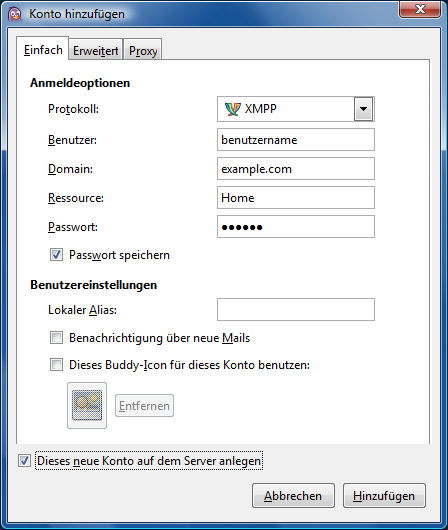 Konto hinzufügen
Einfach Erweitert Proxy
Anmeldeoptionen
Protokoll: XMPP
Benutzer: benutzername
Domain: example.com
Ressource: Home
Passwort: ●●●●●●
Passwort speichern
Benutzereinstellungen
Lokaler Alias:
Benachrichtigung über neue Mails
Dieses Buddy-Icon für dieses Konto benutzen:
Entfernen
Dieses neue Konto auf dem Server anlegen
Abbrechen Hinzufügen